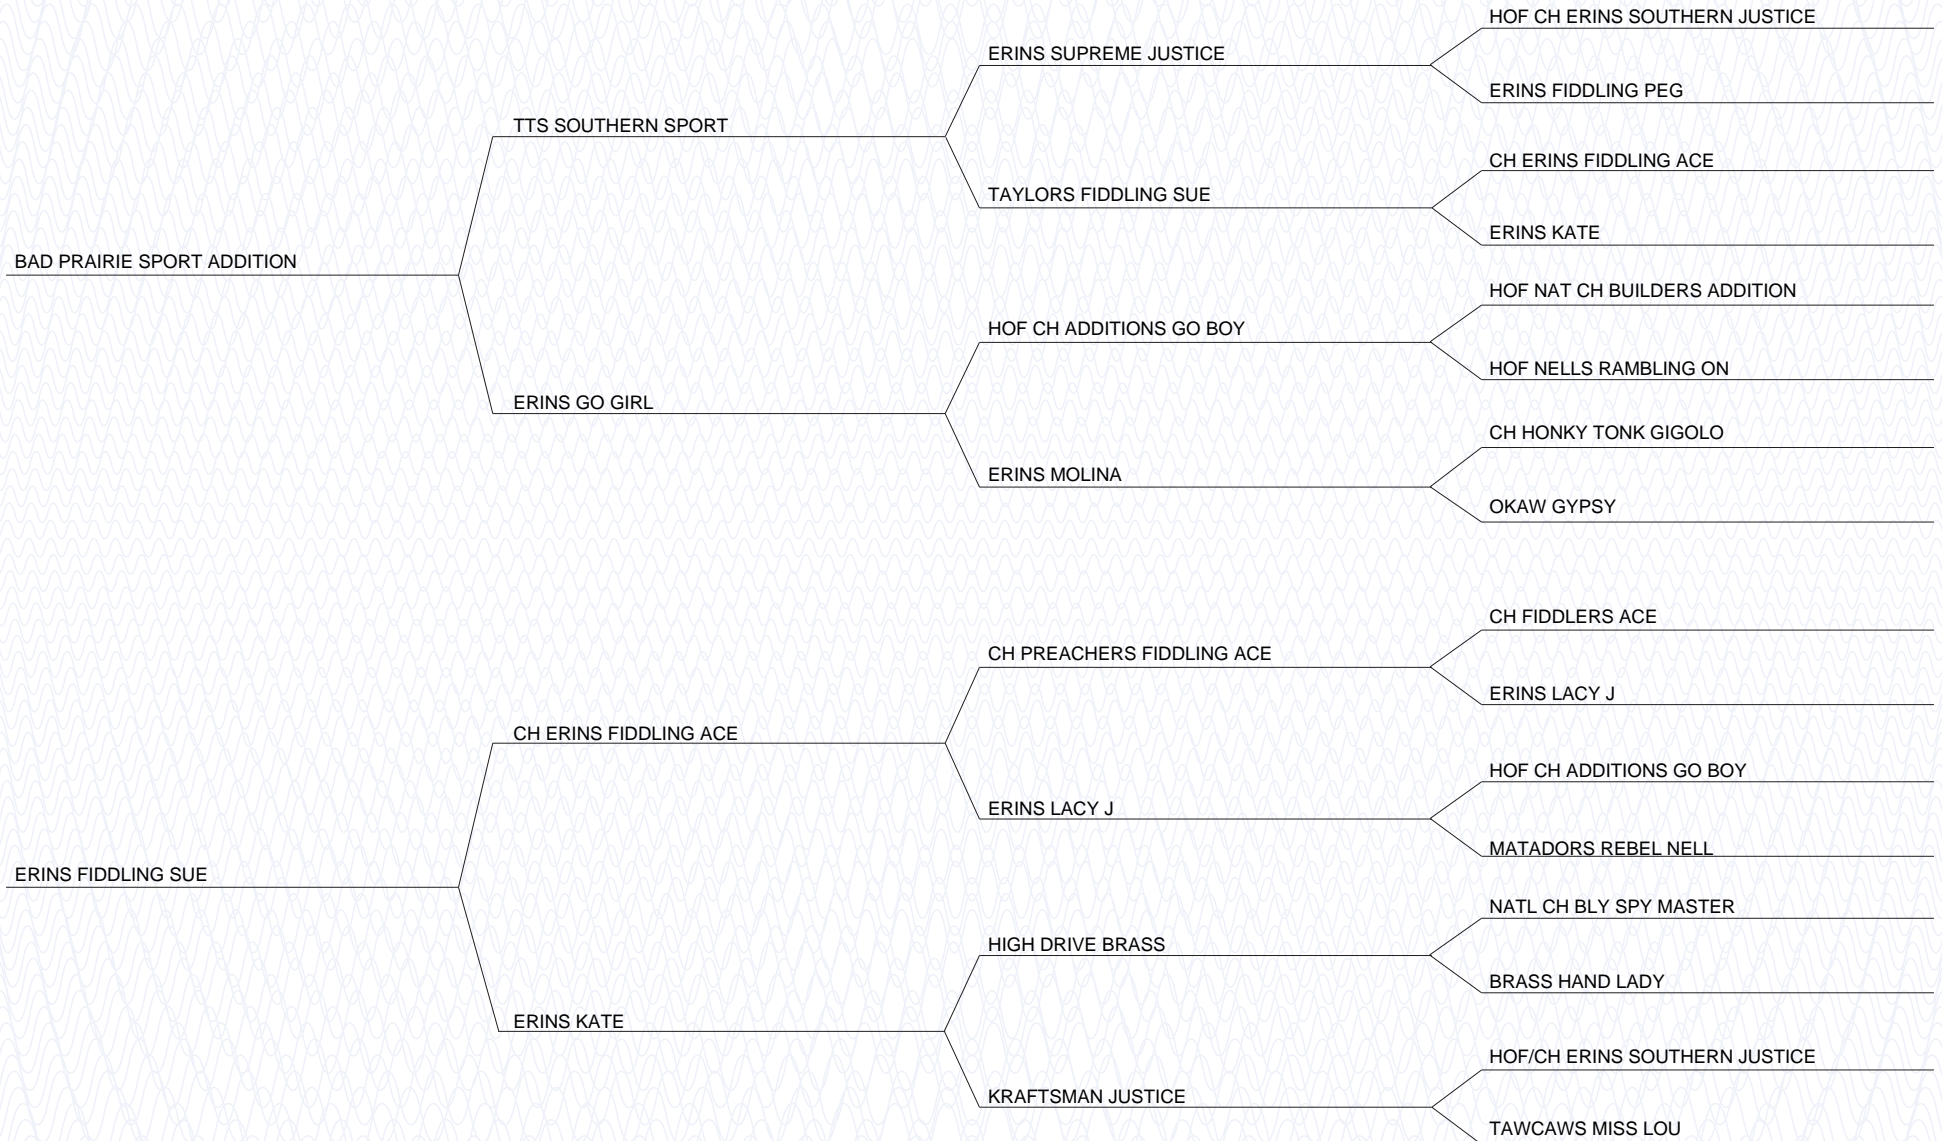 HOF CH ERINS SOUTHERN JUSTICE
ERINS SUPREME JUSTICE
ERINS FIDDLING PEG
TTS SOUTHERN SPORT
CH ERINS FIDDLING ACE
TAYLORS FIDDLING SUE
ERINS KATE
BAD PRAIRIE SPORT ADDITION
HOF NAT CH BUILDERS ADDITION
HOF CH ADDITIONS GO BOY
HOF NELLS RAMBLING ON
ERINS GO GIRL
CH HONKY TONK GIGOLO
ERINS MOLINA
OKAW GYPSY
CH FIDDLERS ACE
CH PREACHERS FIDDLING ACE
ERINS LACY J
CH ERINS FIDDLING ACE
HOF CH ADDITIONS GO BOY
ERINS LACY J
MATADORS REBEL NELL
ERINS FIDDLING SUE
NATL CH BLY SPY MASTER
HIGH DRIVE BRASS
BRASS HAND LADY
ERINS KATE
HOF/CH ERINS SOUTHERN JUSTICE
KRAFTSMAN JUSTICE
TAWCAWS MISS LOU